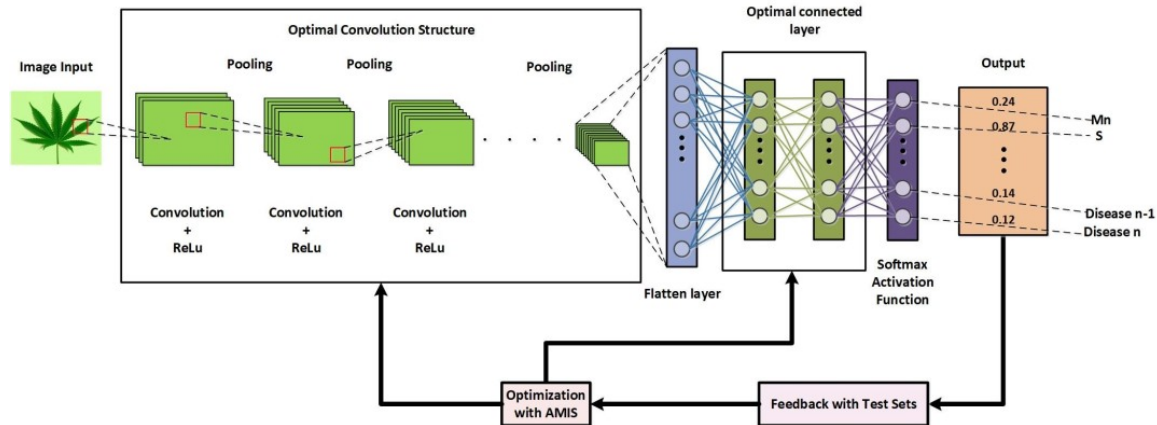 Optimal Convolution Structure
Optimal connected
layer
Image Input
Pooling
Pooling
Pooling
Output
0.24
Mn
0.87
S
0.14
Disease n-1
0.12
Disease n
Convolution
+
ReLu
Convolution
+
ReLu
Convolution
+
ReLu
Flatten layer
Softmax
Activation
Function
Optimization
with AMIS
Feedback with Test Sets